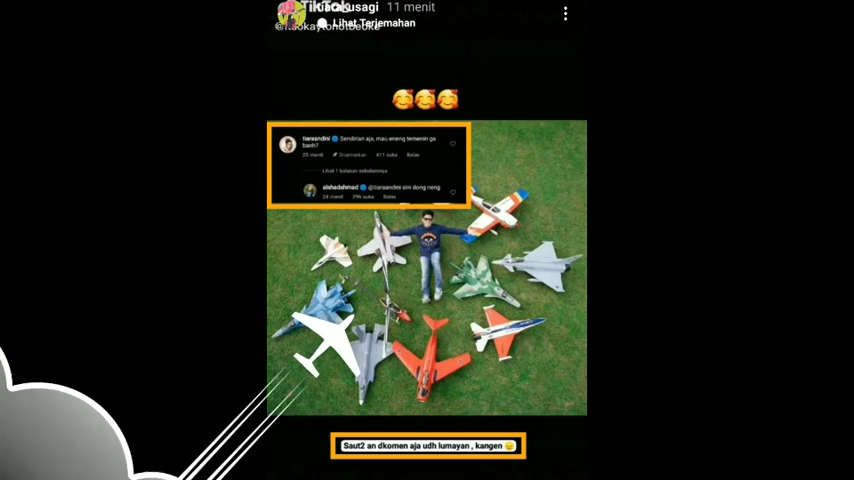 TikTok
11 menit
Lihat Terjemahan
🥰🥰🥰
tiaraandini Sendirian aja, mau eneng temenin ga
banh?
25 menit Disematkan 411 suka Balas
Lihat 1 balasan sebelumnya
alshadahmad @tiaraandini sini dong neng
24 menit 296 suka Balas
Saut2 an dkomen aja udh lumayan , kangen